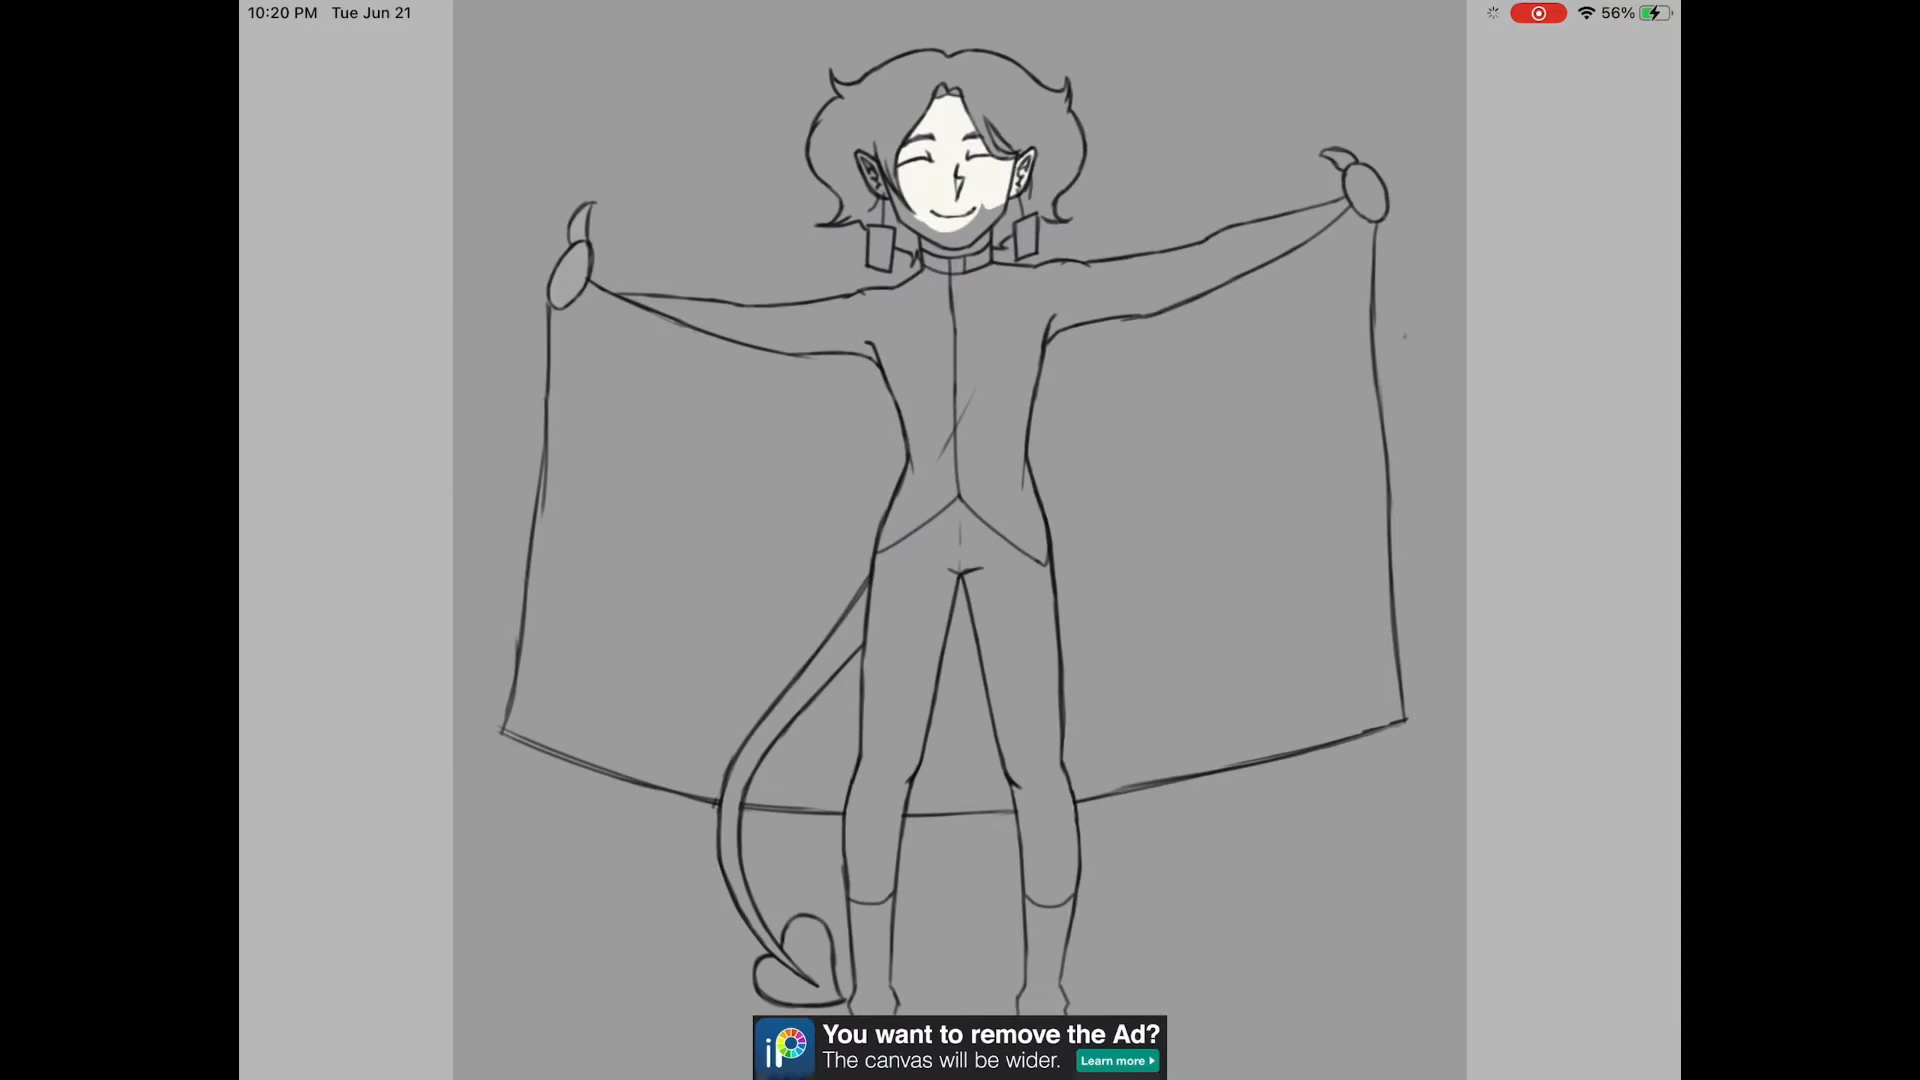 10:20 PM Tue Jun 21
56%
iP
You want to remove the Ad?
The canvas will be wider.
Learn more